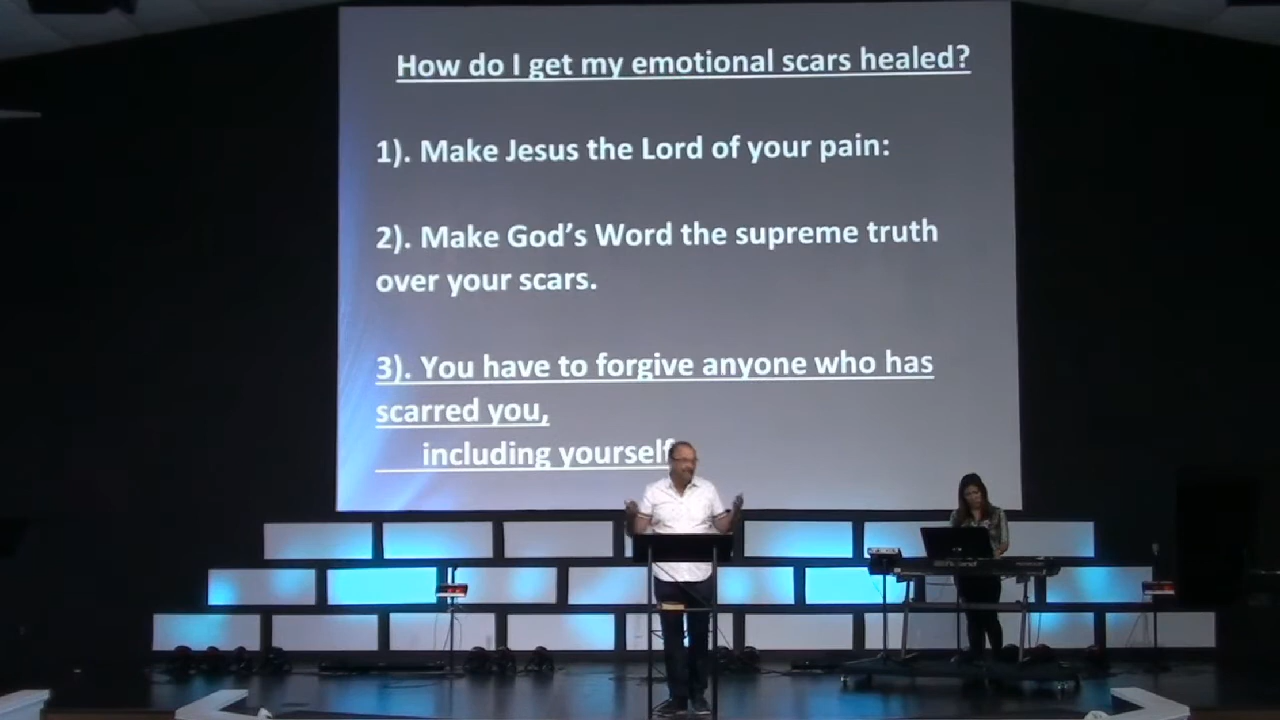 How do I get my emotional scars healed?
1). Make Jesus the Lord of your pain:
2). Make God's Word the supreme truth
over your scars.
3). You have to forgive anyone who has
scarred you,
including yourself
Roland